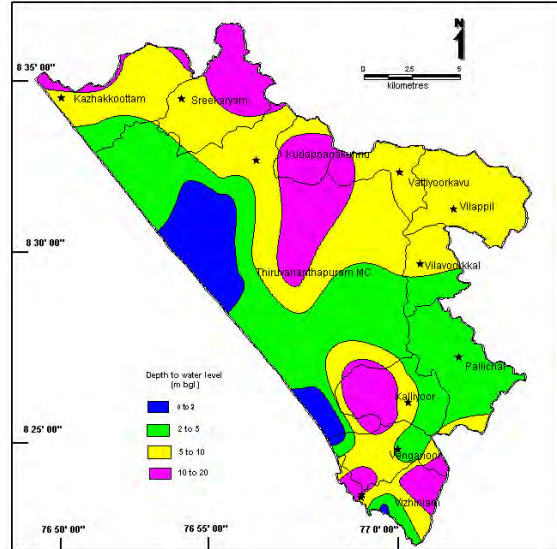 N
8 35' 00"
0 2.5 5
kilometres
Kazhakkoottam
Sreekaryam
Kudappanakunnu
Vattiyoorkavu
Vilappil
8 30' 00"
Vilavoorkkal
Thiruvananthapuram MC
Pallichal
Depth to water level
(m bgl)
0 to 2
2 to 5
5 to 10
10 to 20
Kalliyoor
8 25' 00"
Venganoor
Vizhinjam
76 50' 00"
76 55' 00"
77 0' 00"